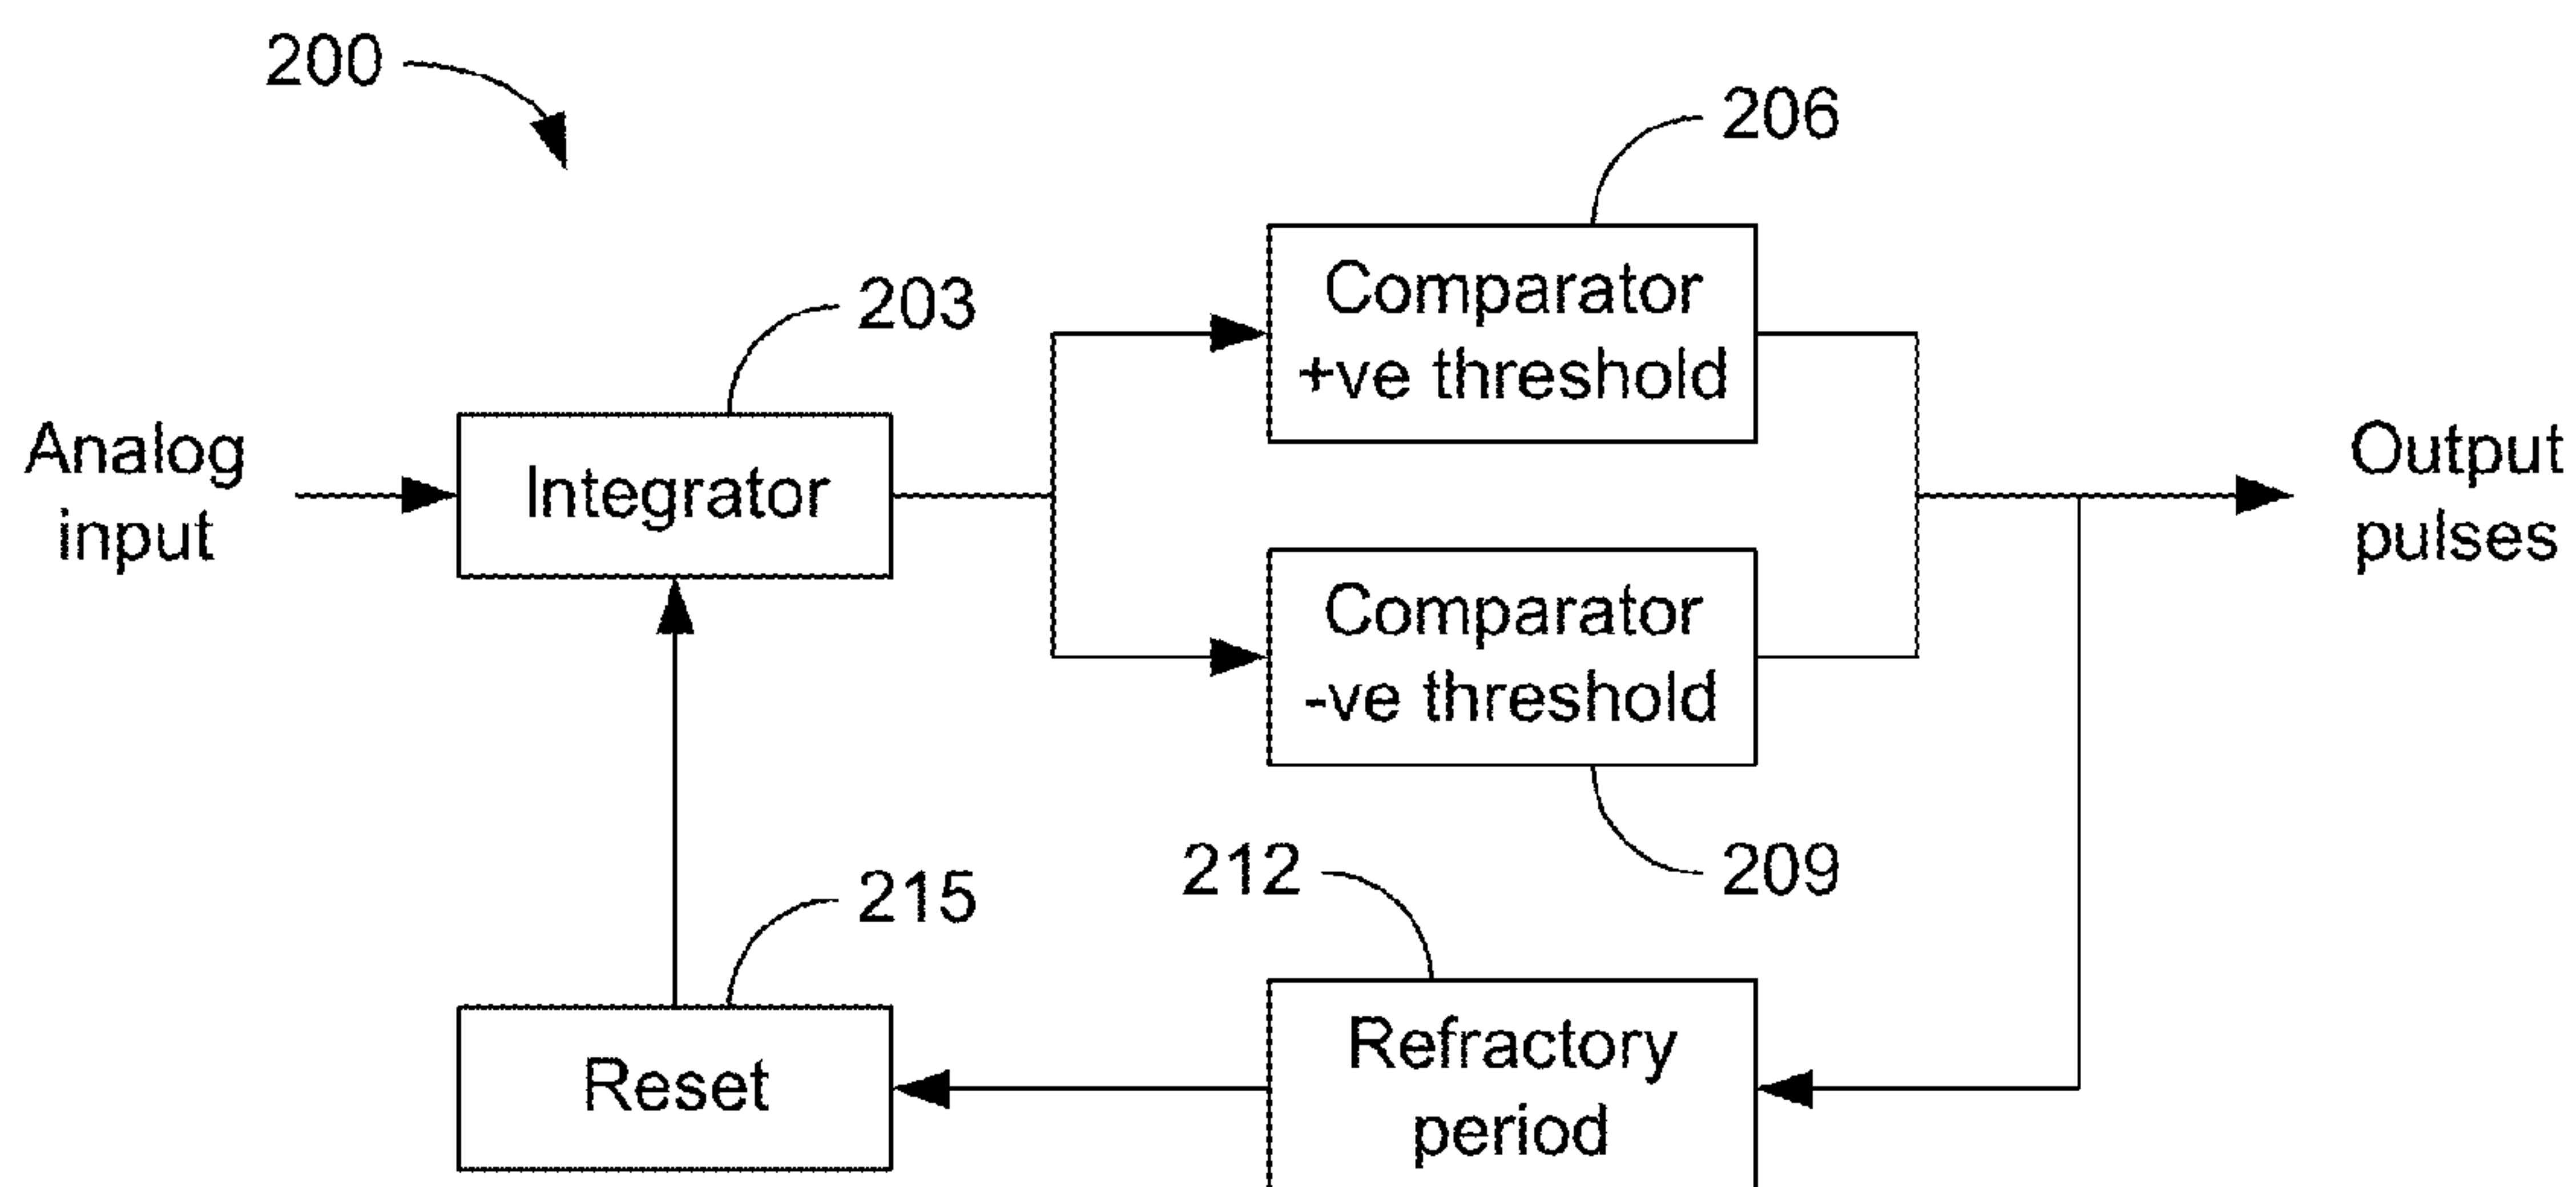 200
206
203
Comparator
+ve threshold
Analog
input
Integrator
Output
pulses
Comparator
-ve threshold
209
212
215
Refractory
period
Reset